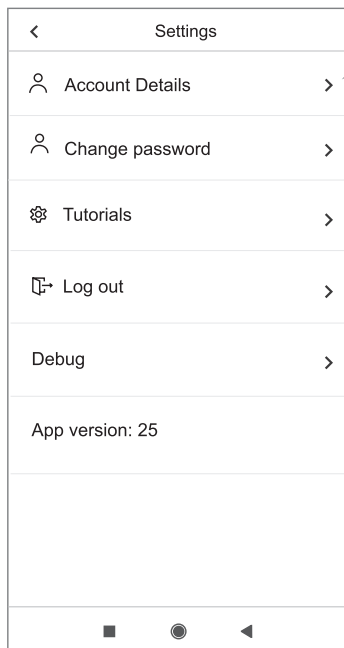 Settings
Account Details
Change password
Tutorials
Log out
Debug
App version: 25